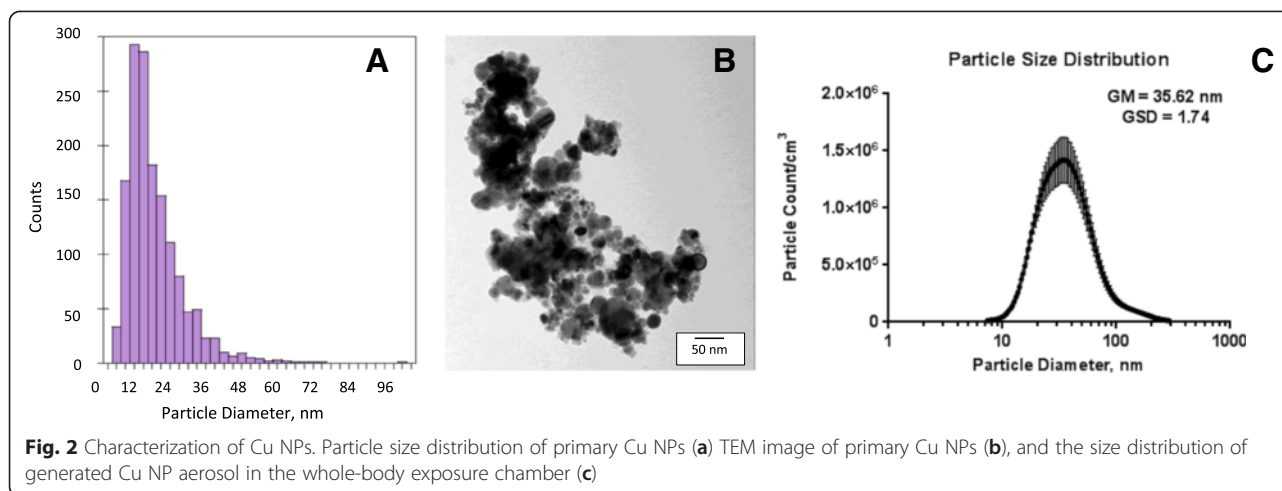 A
300
250
200
150
100
50
0
Counts
0 12 24 36 48 60 72 84 96
Particle Diameter, nm
B
50 nm
C
Particle Size Distribution
GM = 35.62 nm
GSD = 1.74
2.0×10⁶
1.5×10⁶
1.0×10⁶
5.0×10⁵
0
Particle Count/cm³
1 10 100 1000
Particle Diameter, nm
Fig. 2 Characterization of Cu NPs. Particle size distribution of primary Cu NPs (a) TEM image of primary Cu NPs (b), and the size distribution of
generated Cu NP aerosol in the whole-body exposure chamber (c)